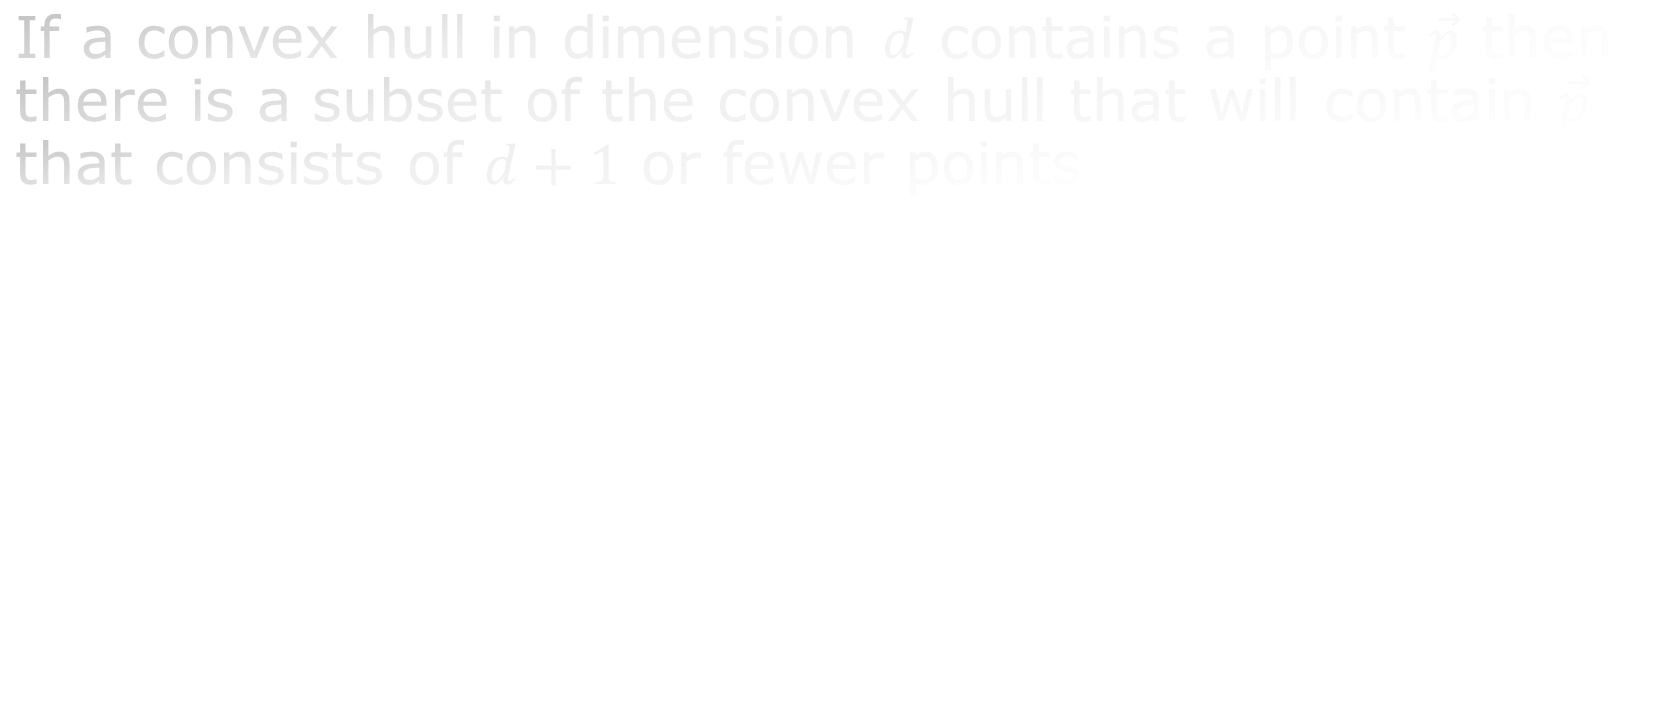 If a convex hull in dimension 𝑑 contains a point 𝑝⃗ then
there is a subset of the convex hull that will contain 𝑝⃗
that consists of 𝑑 + 1 or fewer points